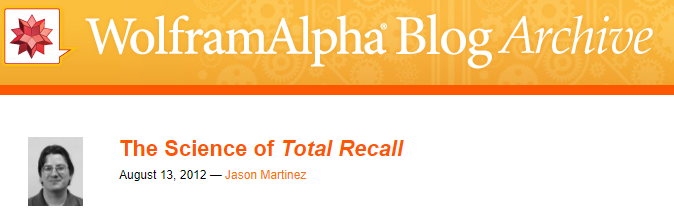 WolframAlpha® Blog Archive
The Science of Total Recall
August 13, 2012 — Jason Martinez